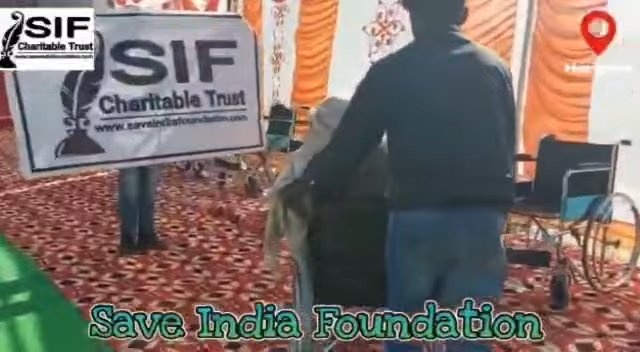 SIF
Charitable Trust
SIF
Charitable Trust
www.saveindiafoundation.com
Save India Foundation